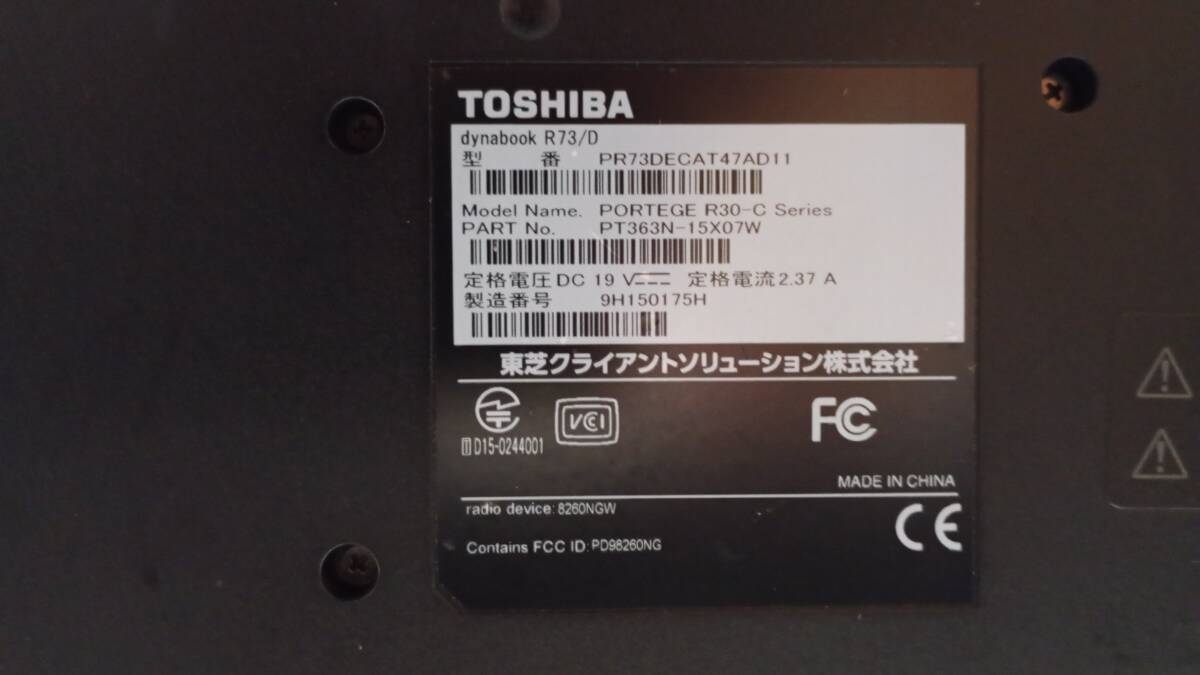 TOSHIBA
dynabook R73/D
型 番 PR73DECAT47AD11
Model Name. PORTEGE R30-C Series
PART No. PT363N-15X07W
定格電圧DC 19 V 定格電流2.37 A
製造番号 9H150175H
東芝クライアントソリューション株式会社
VCI
FC
T D15-0244001
MADE IN CHINA
radio device: 8260NGW
CE
Contains FCC ID: PD98260NG